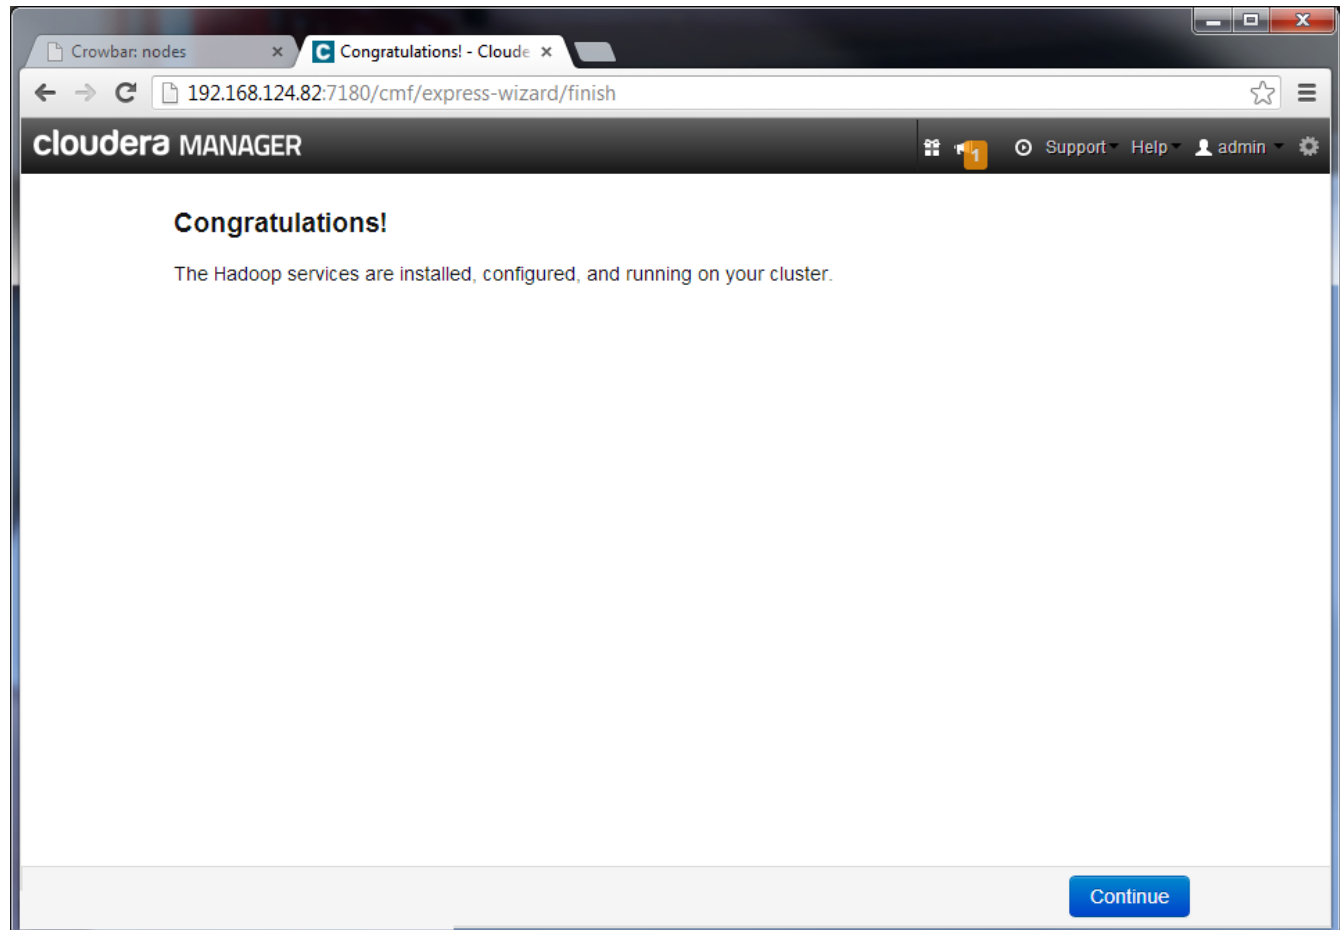 Crowbar: nodes
Congratulations! - Cloude
192.168.124.82:7180/cmf/express-wizard/finish
cloudera MANAGER
1 Support Help admin
Congratulations!
The Hadoop services are installed, configured, and running on your cluster.
Continue